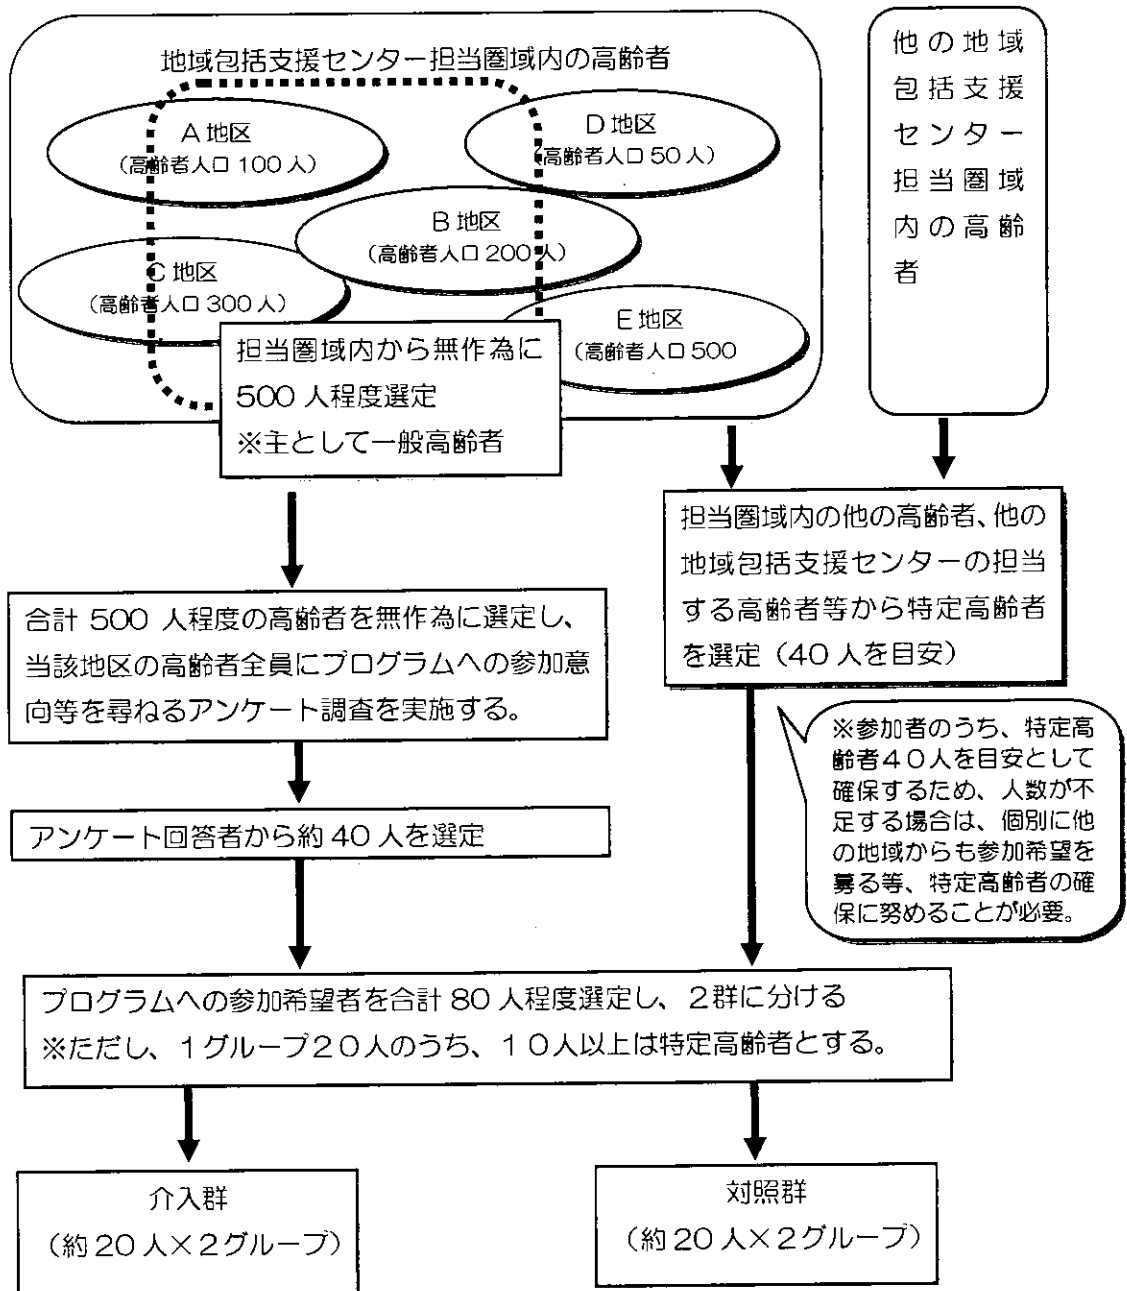 地域包括支援センター担当圏域内の高齢者
A地区
(高齢者人口 100人)
D地区
(高齢者人口 50人)
B地区
(高齢者人口 200人)
C地区
(高齢者人口 300人)
E地区
(高齢者人口 500
担当圏域内から無作為に
500人程度選定
※主として一般高齢者
他の地域
包括支援
センター
担当圏域
内の高齢
者
合計 500 人程度の高齢者を無作為に選定し、
当該地区の高齢者全員にプログラムへの参加意
向等を尋ねるアンケート調査を実施する。
担当圏域内の他の高齢者、他の
地域包括支援センターの担当
する高齢者等から特定高齢者
を選定（40人を目安）
※参加者のうち、特定高
齢者４０人を目安として
確保するため、人数が不
足する場合は、個別に他
の地域からも参加希望を
募る等、特定高齢者の確
保に努めることが必要。
アンケート回答者から約 40 人を選定
プログラムへの参加希望者を合計 80 人程度選定し、２群に分ける
※ただし、１グループ２０人のうち、１０人以上は特定高齢者とする。
介入群
（約 20 人×２グループ）
対照群
（約 20 人×２グループ）